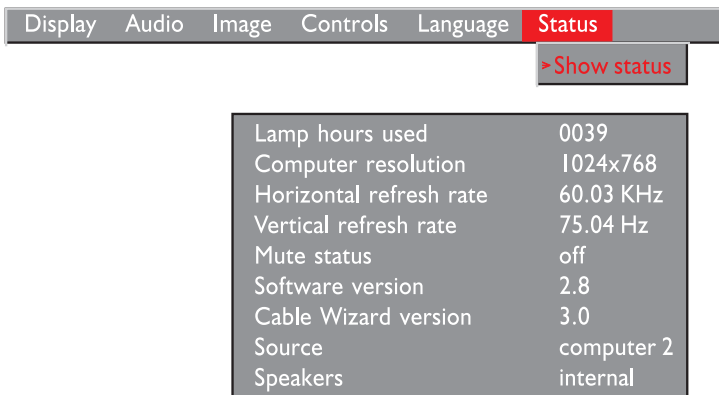 Display Audio Image Controls Language Status
➤Show status
Lamp hours used 0039
Computer resolution 1024x768
Horizontal refresh rate 60.03 KHz
Vertical refresh rate 75.04 Hz
Mute status off
Software version 2.8
Cable Wizard version 3.0
Source computer 2
Speakers internal